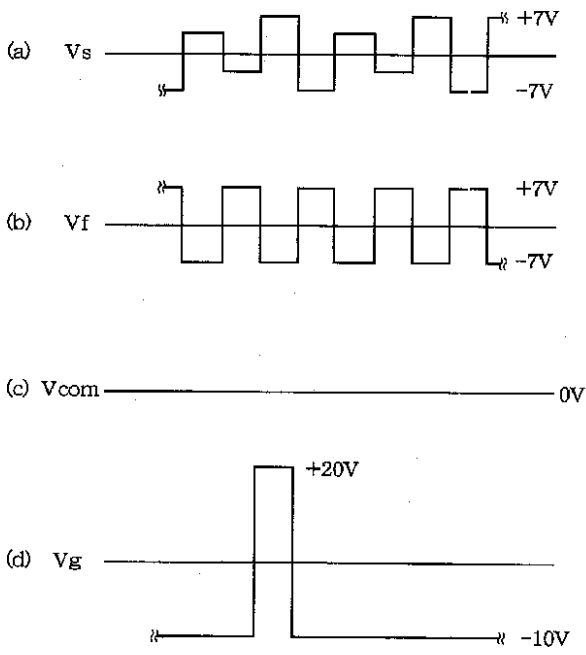 +7V
(a) Vs
-7V
+7V
(b) Vf
-7V
(c) Vcom
0V
+20V
(d) Vg
-10V